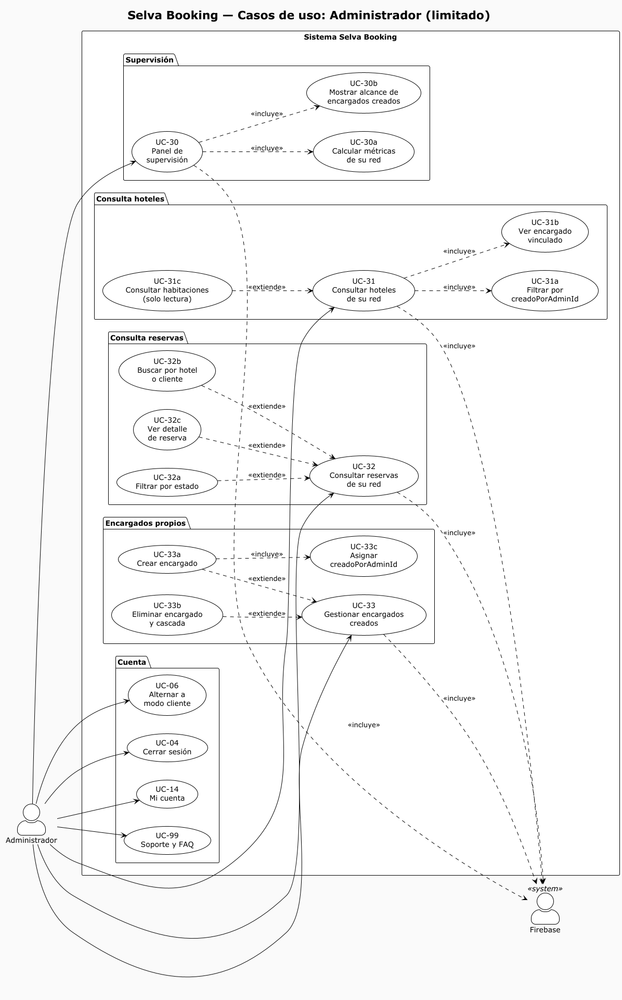 Selva Booking — Casos de uso: Administrador (limitado)
Sistema Selva Booking
Supervisión
UC-30b
Mostrar alcance de
encargados creados
«incluye»
UC-30
Panel de
supervisión
«incluye»
UC-30a
Calcular métricas
de su red
Consulta hoteles
UC-31b
Ver encargado
vinculado
«incluye»
UC-31c
Consultar habitaciones
(solo lectura)
«extiende»
UC-31
Consultar hoteles
de su red
«incluye»
UC-31a
Filtrar por
creadoPorAdminId
«incluye»
Consulta reservas
UC-32b
Buscar por hotel
o cliente
«extiende»
UC-32c
Ver detalle
de reserva
«extiende»
UC-32a
Filtrar por estado
«extiende»
UC-32
Consultar reservas
de su red
«incluye»
Encargados propios
UC-33a
Crear encargado
«incluye»
UC-33c
Asignar
creadoPorAdminId
«extiende»
UC-33b
Eliminar encargado
y cascada
«extiende»
UC-33
Gestionar encargados
creados
Cuenta
UC-06
Alternar a
modo cliente
«incluye»
«incluye»
UC-04
Cerrar sesión
UC-14
Mi cuenta
UC-99
Soporte y FAQ
Administrador
«system»
Firebase